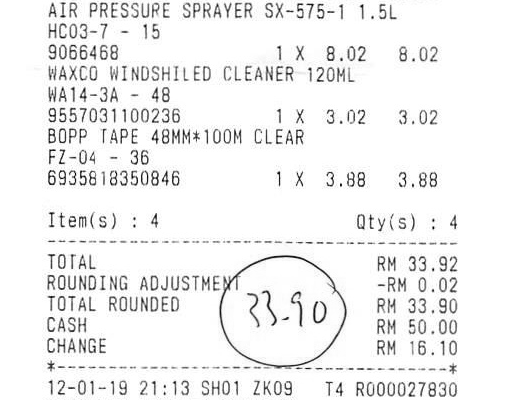 AIR PRESSURE SPRAYER SX-575-1 1.5L
HC03-7 - 15
9066468 1 X 8.02 8.02
WAXCO WINDSHILED CLEANER 120ML
WA14-3A - 48
9557031100236 1 X 3.02 3.02
BOPP TAPE 48MM*100M CLEAR
FZ-04 - 36
6935818350846 1 X 3.88 3.88
Item(s) : 4 Qty(s) : 4
TOTAL RM 33.92
ROUNDING ADJUSTMENT -RM 0.02
TOTAL ROUNDED RM 33.90
33.90
CASH RM 50.00
CHANGE RM 16.10
12-01-19 21:13 SH01 ZK09 T4 R000027830